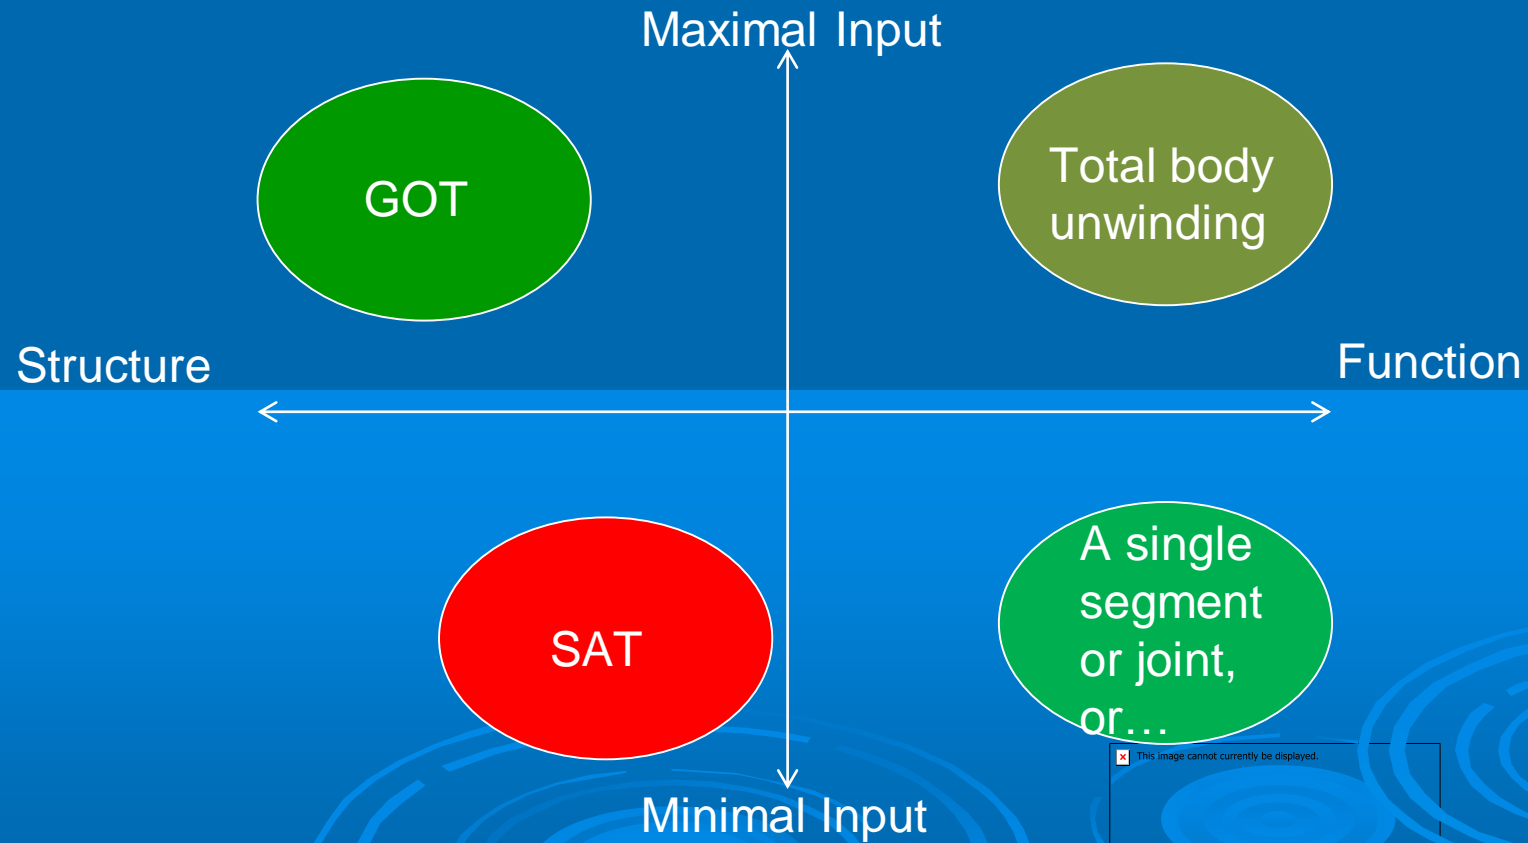 Maximal Input
GOT
Total body
unwinding
Structure
Function
SAT
A single
segment
or joint,
or…
This image cannot currently be displayed.
Minimal Input